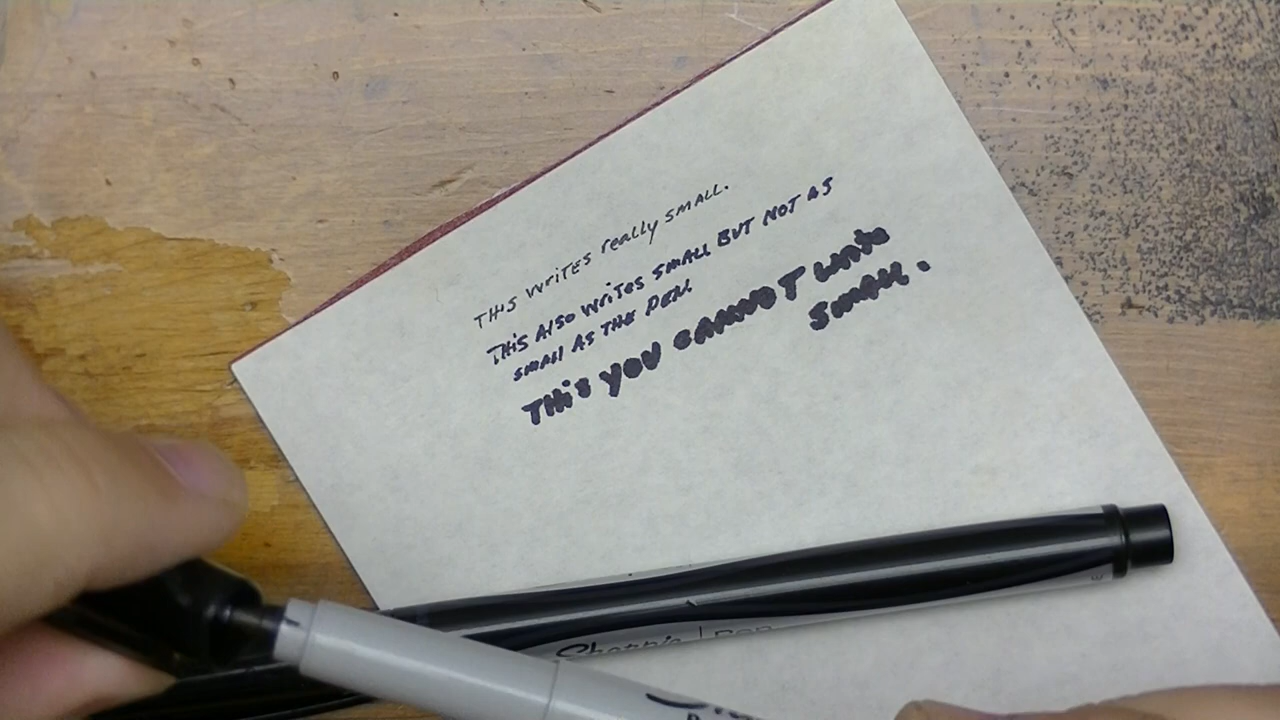 THIS WRITES really SMALL.
THIS ALSO WRiTes SMALL BUT NOT AS
SMALL AS THE PEN.
THiS YOU CANNOT WRITE
SMALL.
Sharpie | PEN